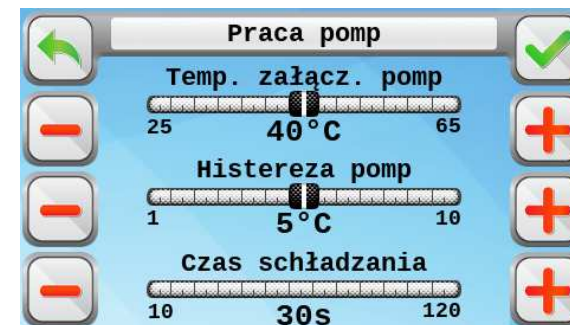 Praca pomp
Temp. załącz. pomp
25 40°C 65
Histereza pomp
1 5°C 10
Czas schładzania
10 30s 120